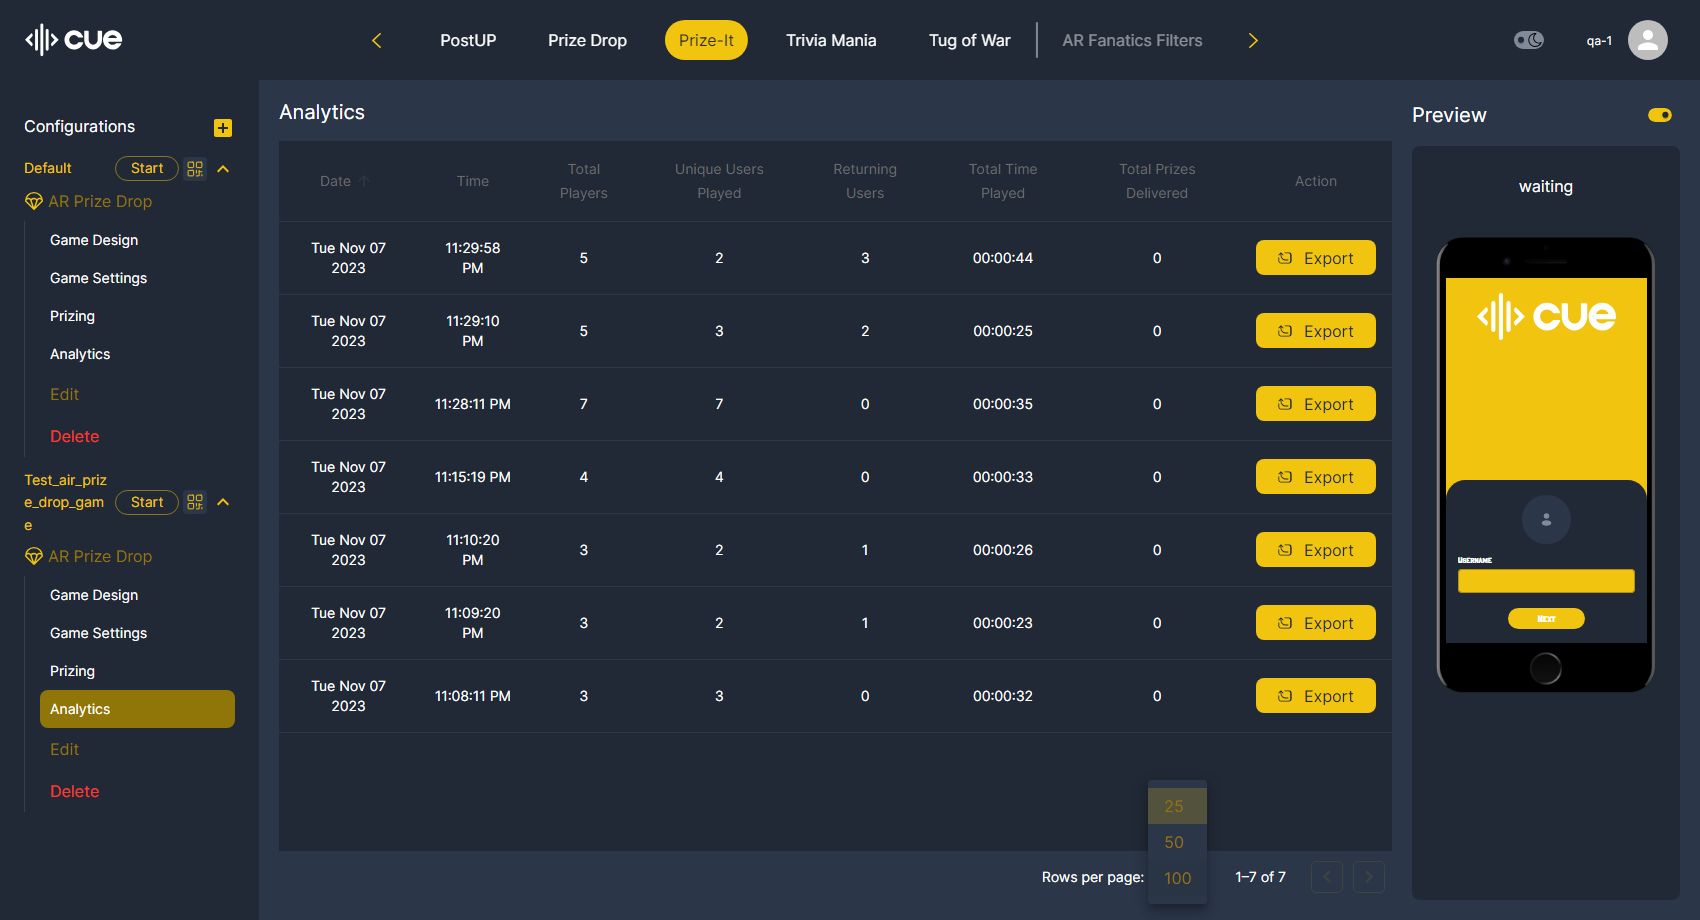 cue
PostUP
Prize Drop
Prize-It
Trivia Mania
Tug of War
AR Fanatics Filters
qa-1
Configurations
Default
Start
AR Prize Drop
Game Design
Game Settings
Prizing
Analytics
Edit
Delete
Test_air_priz
e_drop_gam
e
Start
AR Prize Drop
Game Design
Game Settings
Prizing
Analytics
Edit
Delete
Analytics
Date
Time
Total
Players
Unique Users
Played
Returning
Users
Total Time
Played
Total Prizes
Delivered
Action
Tue Nov 07
2023
11:29:58
PM
5
2
3
00:00:44
0
Export
Tue Nov 07
2023
11:29:10
PM
5
3
2
00:00:25
0
Export
Tue Nov 07
2023
11:28:11 PM
7
7
0
00:00:35
0
Export
Tue Nov 07
2023
11:15:19 PM
4
4
0
00:00:33
0
Export
Tue Nov 07
2023
11:10:20
PM
3
2
1
00:00:26
0
Export
Tue Nov 07
2023
11:09:20
PM
3
2
1
00:00:23
0
Export
Tue Nov 07
2023
11:08:11 PM
3
3
0
00:00:32
0
Export
25
50
100
Rows per page:
1–7 of 7
Preview
waiting
cue
Username
Next